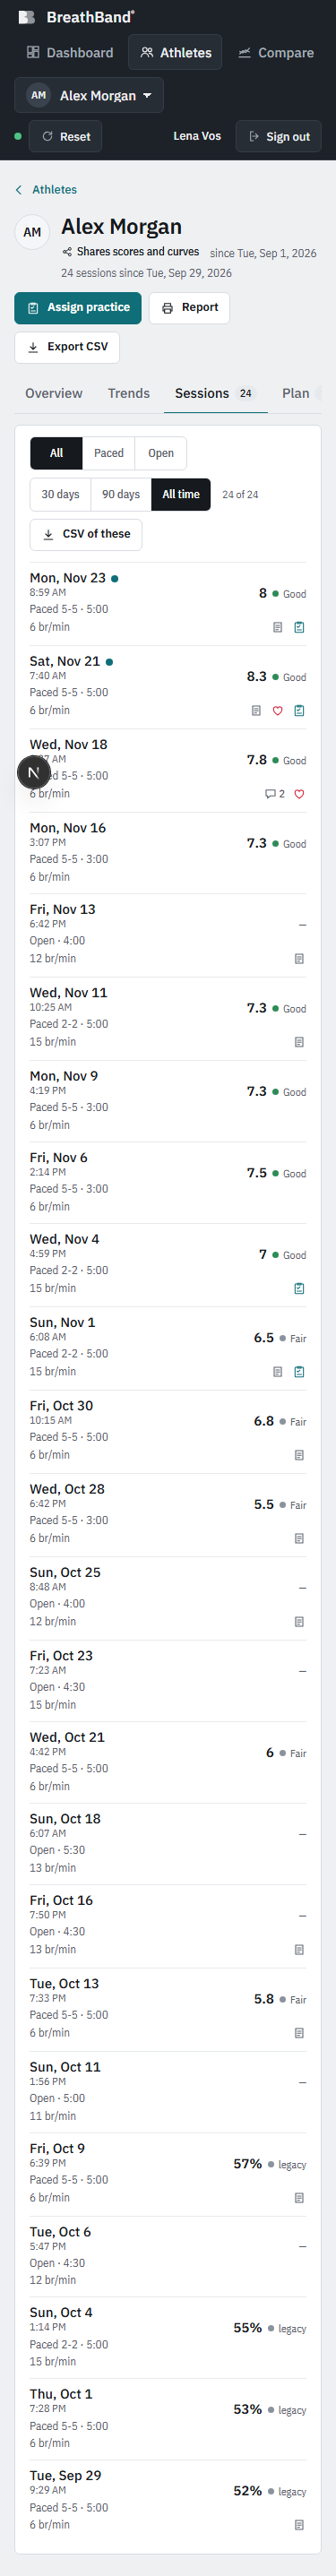 BreathBand
Dashboard
Athletes
Compare
AM
Alex Morgan
Reset
Lena Vos
Sign out
Athletes
AM
Alex Morgan
Shares scores and curves
since Tue, Sep 1, 2026
24 sessions since Tue, Sep 29, 2026
Assign practice
Report
Export CSV
Overview
Trends
Sessions 24
Plan
All
Paced
Open
30 days
90 days
All time
24 of 24
CSV of these
Mon, Nov 23
8:59 AM
Paced 5-5 · 5:00
6 br/min
8 Good
Sat, Nov 21
7:40 AM
Paced 5-5 · 5:00
6 br/min
8.3 Good
Wed, Nov 18
7 AM
N
ed 5-5 · 5:00
6 br/min
7.8 Good
2
Mon, Nov 16
3:07 PM
Paced 5-5 · 3:00
6 br/min
7.3 Good
Fri, Nov 13
6:42 PM
Open · 4:00
12 br/min
–
Wed, Nov 11
10:25 AM
Paced 2-2 · 5:00
15 br/min
7.3 Good
Mon, Nov 9
4:19 PM
Paced 5-5 · 3:00
6 br/min
7.3 Good
Fri, Nov 6
2:14 PM
Paced 5-5 · 3:00
6 br/min
7.5 Good
Wed, Nov 4
4:59 PM
Paced 2-2 · 5:00
15 br/min
7 Good
Sun, Nov 1
6:08 AM
Paced 2-2 · 5:00
15 br/min
6.5 Fair
Fri, Oct 30
10:15 AM
Paced 5-5 · 5:00
6 br/min
6.8 Fair
Wed, Oct 28
6:42 PM
Paced 5-5 · 3:00
6 br/min
5.5 Fair
Sun, Oct 25
8:48 AM
Open · 4:00
12 br/min
–
Fri, Oct 23
7:23 AM
Open · 4:30
15 br/min
–
Wed, Oct 21
4:42 PM
Paced 5-5 · 5:00
6 br/min
6 Fair
Sun, Oct 18
6:07 AM
Open · 5:30
13 br/min
–
Fri, Oct 16
7:50 PM
Open · 4:30
13 br/min
–
Tue, Oct 13
7:33 PM
Paced 5-5 · 5:00
6 br/min
5.8 Fair
Sun, Oct 11
1:56 PM
Open · 5:00
11 br/min
–
Fri, Oct 9
6:39 PM
Paced 5-5 · 5:00
6 br/min
57% legacy
Tue, Oct 6
5:47 PM
Open · 4:30
12 br/min
–
Sun, Oct 4
1:14 PM
Paced 2-2 · 5:00
15 br/min
55% legacy
Thu, Oct 1
7:28 PM
Paced 5-5 · 5:00
6 br/min
53% legacy
Tue, Sep 29
9:29 AM
Paced 5-5 · 5:00
6 br/min
52% legacy